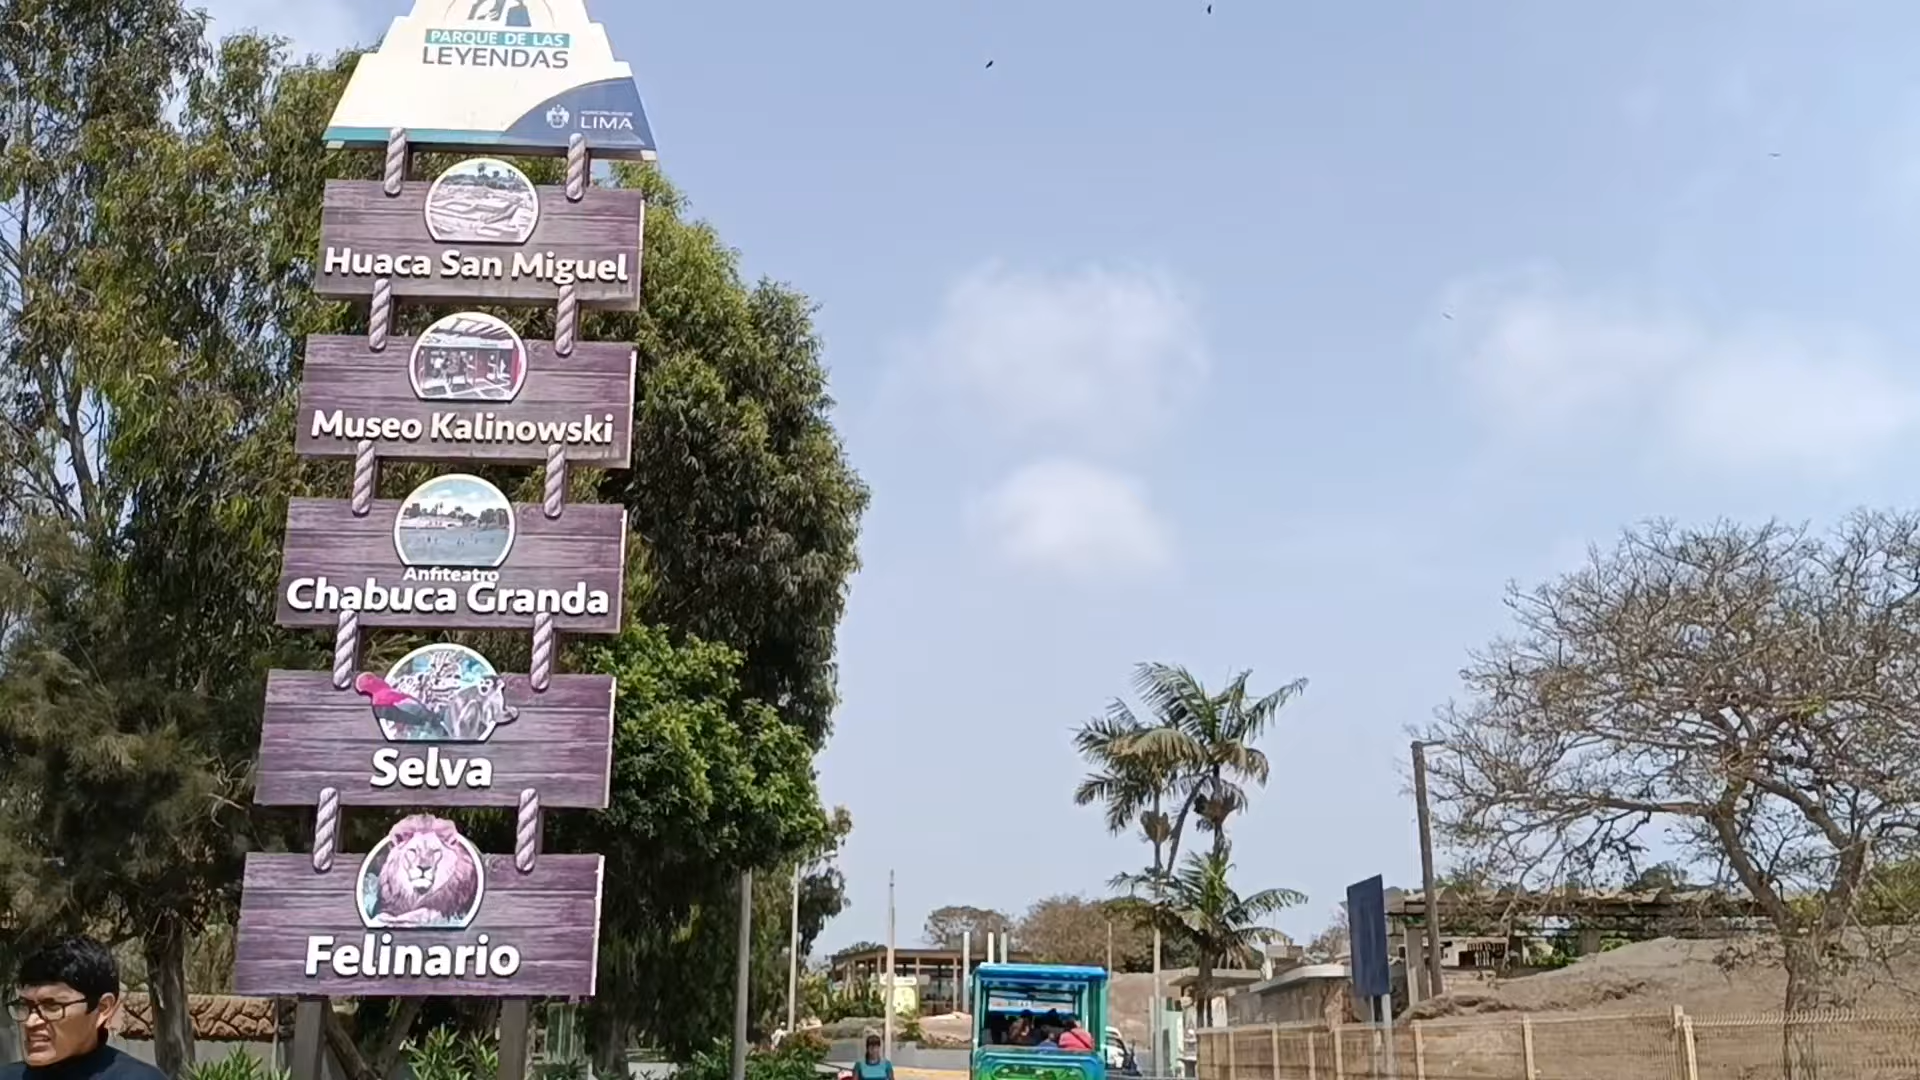 PARQUE DE LAS
LEYENDAS
LIMA
Huaca San Miguel
Museo Kalinowski
Anfiteatro
Chabuca Granda
Selva
Felinario